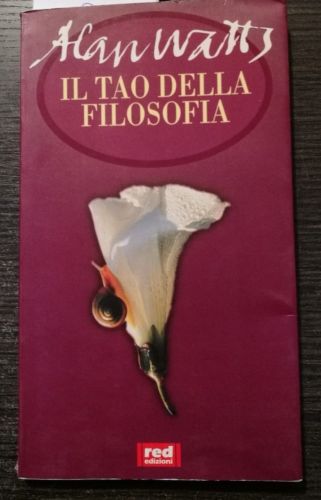 Alan Watts
IL TAO DELLA
FILOSOFIA
red
edizioni